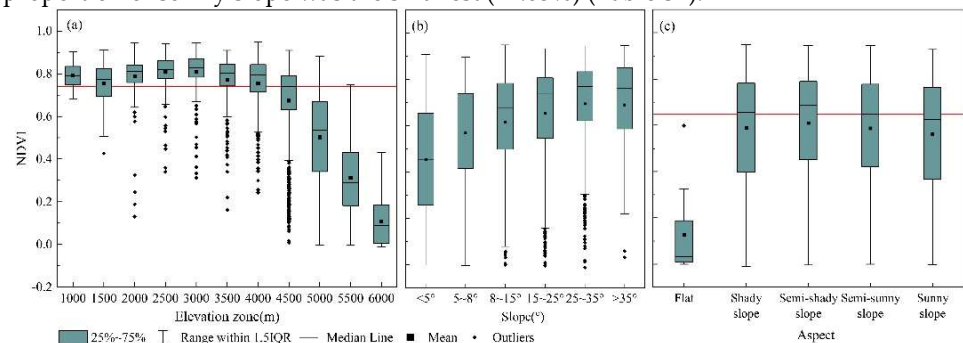 (a)
(b)
(c)
1.0
0.8
0.6
0.4
0.2
0.0
-0.2
NDVI
1000 1500 2000 2500 3000 3500 4000 4500 5000 5500 6000
Elevation zone(m)
<5° 5~8° 8~15° 15~25° 25~35° >35°
Slope(°)
Flat Shady slope Semi-shady slope Semi-sunny slope Sunny slope
Aspect
25%~75% Range within 1.5IQR Median Line Mean Outliers